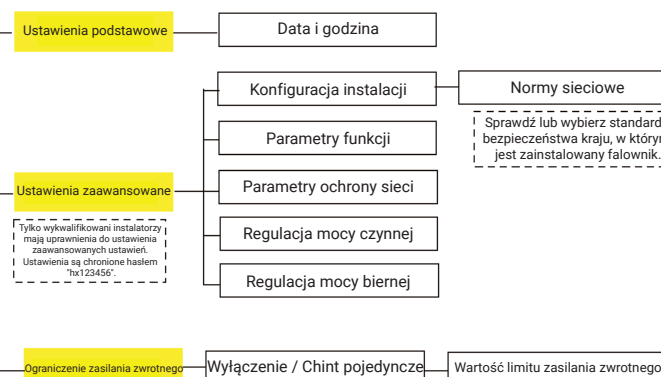 Ustawienia podstawowe
Data i godzina
Konfiguracja instalacji
Normy sieciowe
Sprawdź lub wybierz standard
bezpieczeństwa kraju, w którym
jest zainstalowany falownik.
Parametry funkcji
Ustawienia zaawansowane
Parametry ochrony sieci
Tylko wykwalifikowani instalatorzy
mają uprawnienia do ustawienia
zaawansowanych ustawień.
Ustawienia są chronione hasłem
"hx123456".
Regulacja mocy czynnej
Regulacja mocy biernej
Ograniczenie zasilania zwrotnego
Wyłączenie / Chint pojedyncze
Wartość limitu zasilania zwrotnego